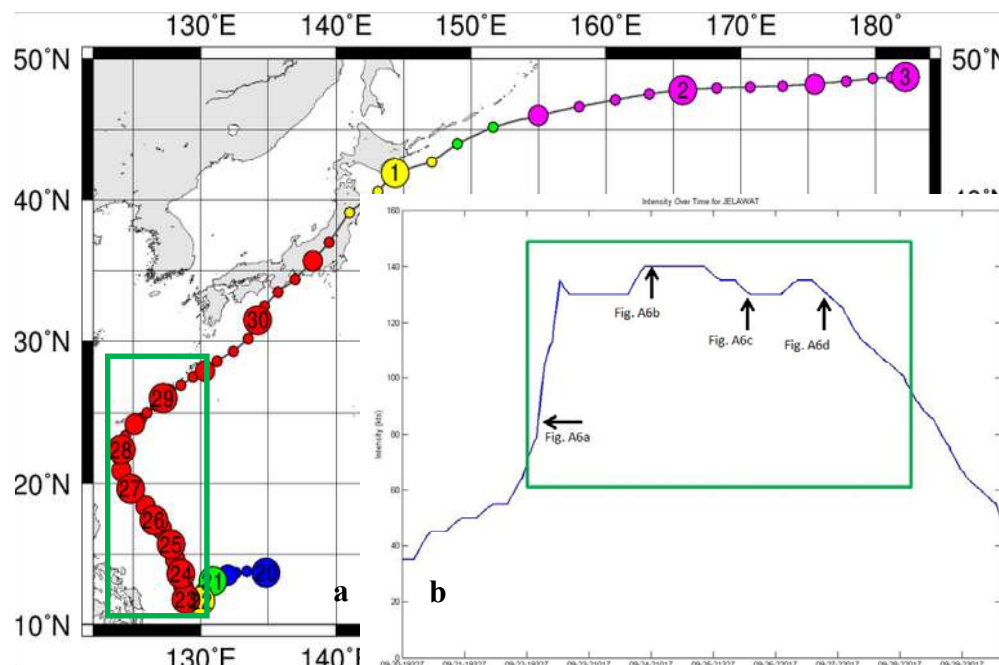 130˚E 140˚E 150˚E 160˚E 170˚E 180˚
50˚N 50˚N
3
2
1
40˚N
30˚N
20˚N
10˚N
30
29
28
27
26
25
24
23
21
20
130˚E
a
b
Intensity Over Time for JELAWAT
Intensity (kts)
160
140
120
100
80
60
40
20
0
Fig. A6a
Fig. A6b
Fig. A6c
Fig. A6d